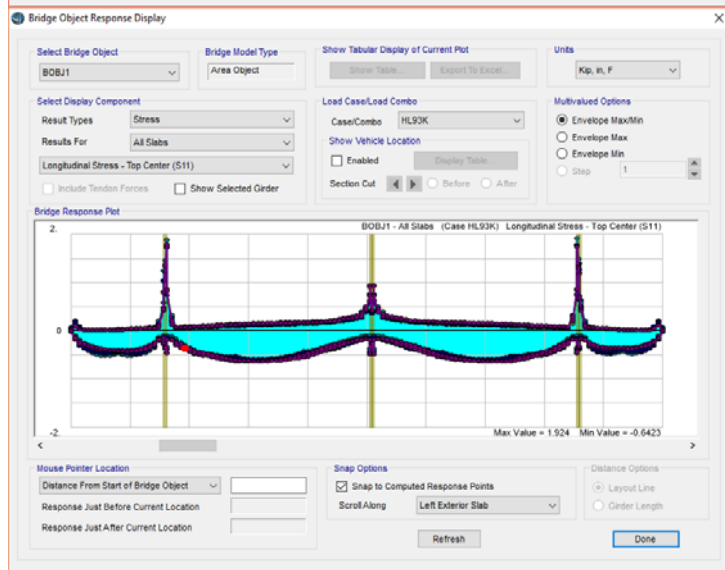 Bridge Object Response Display
Select Bridge Object
BOBJ1
Bridge Model Type
Area Object
Show Tabular Display of Current Plot
Show Table...
Export To Excel...
Units
Kip, in, F
Select Display Component
Result Types
Stress
Results For
All Slabs
Longitudinal Stress - Top Center (S11)
Include Tendon Forces
Show Selected Girder
Load Case/Load Combo
Case/Combo
HL93K
Show Vehicle Location
Enabled
Display Table...
Section Cut
Before
After
Multivalued Options
Envelope Max/Min
Envelope Max
Envelope Min
Step
1
Bridge Response Plot
2.
BOBJ1 - All Slabs (Case HL93K) Longitudinal Stress - Top Center (S11)
0
-2.
Max Value = 1.924 Min Value = -0.6423
Mouse Pointer Location
Distance From Start of Bridge Object
Response Just Before Current Location
Response Just After Current Location
Snap Options
Snap to Computed Response Points
Scroll Along
Left Exterior Slab
Distance Options
Layout Line
Girder Length
Refresh
Done